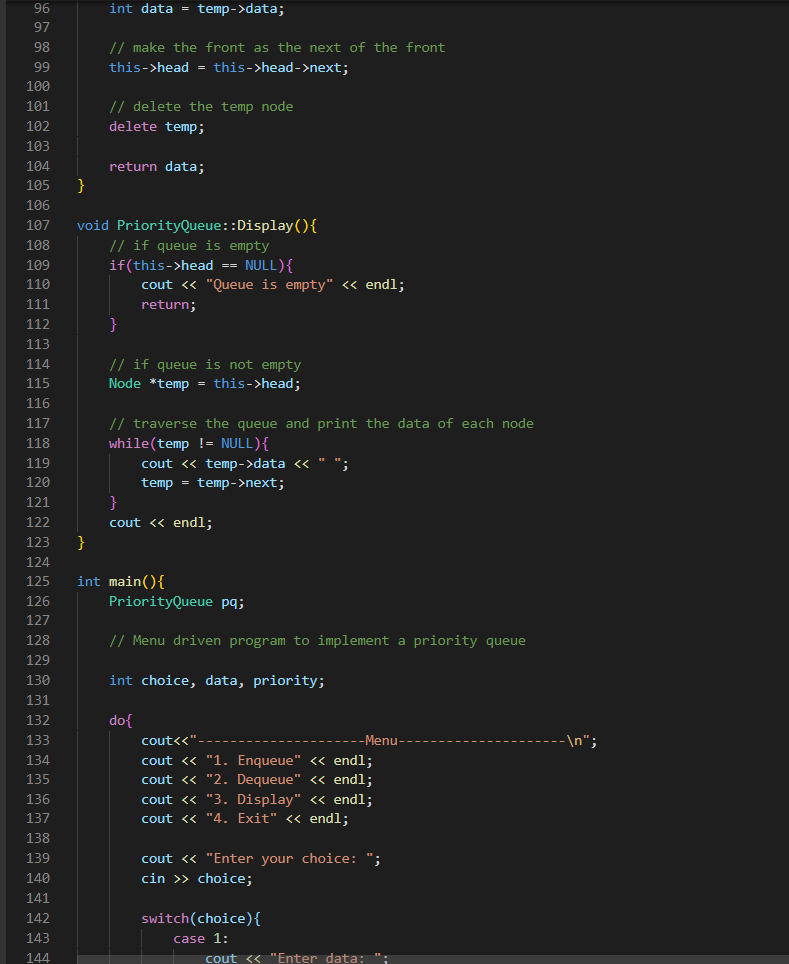 96 int data = temp->data;
97
98 // make the front as the next of the front
99 this->head = this->head->next;
100
101 // delete the temp node
102 delete temp;
103
104 return data;
105 }
106
107 void PriorityQueue::Display(){
108 // if queue is empty
109 if(this->head == NULL){
110 cout << "Queue is empty" << endl;
111 return;
112 }
113
114 // if queue is not empty
115 Node *temp = this->head;
116
117 // traverse the queue and print the data of each node
118 while(temp != NULL){
119 cout << temp->data << " ";
120 temp = temp->next;
121 }
122 cout << endl;
123 }
124
125 int main(){
126 PriorityQueue pq;
127
128 // Menu driven program to implement a priority queue
129
130 int choice, data, priority;
131
132 do{
133 cout<<"---------------------Menu---------------------\n";
134 cout << "1. Enqueue" << endl;
135 cout << "2. Dequeue" << endl;
136 cout << "3. Display" << endl;
137 cout << "4. Exit" << endl;
138
139 cout << "Enter your choice: ";
140 cin >> choice;
141
142 switch(choice){
143 case 1:
144 cout << "Enter data: ";